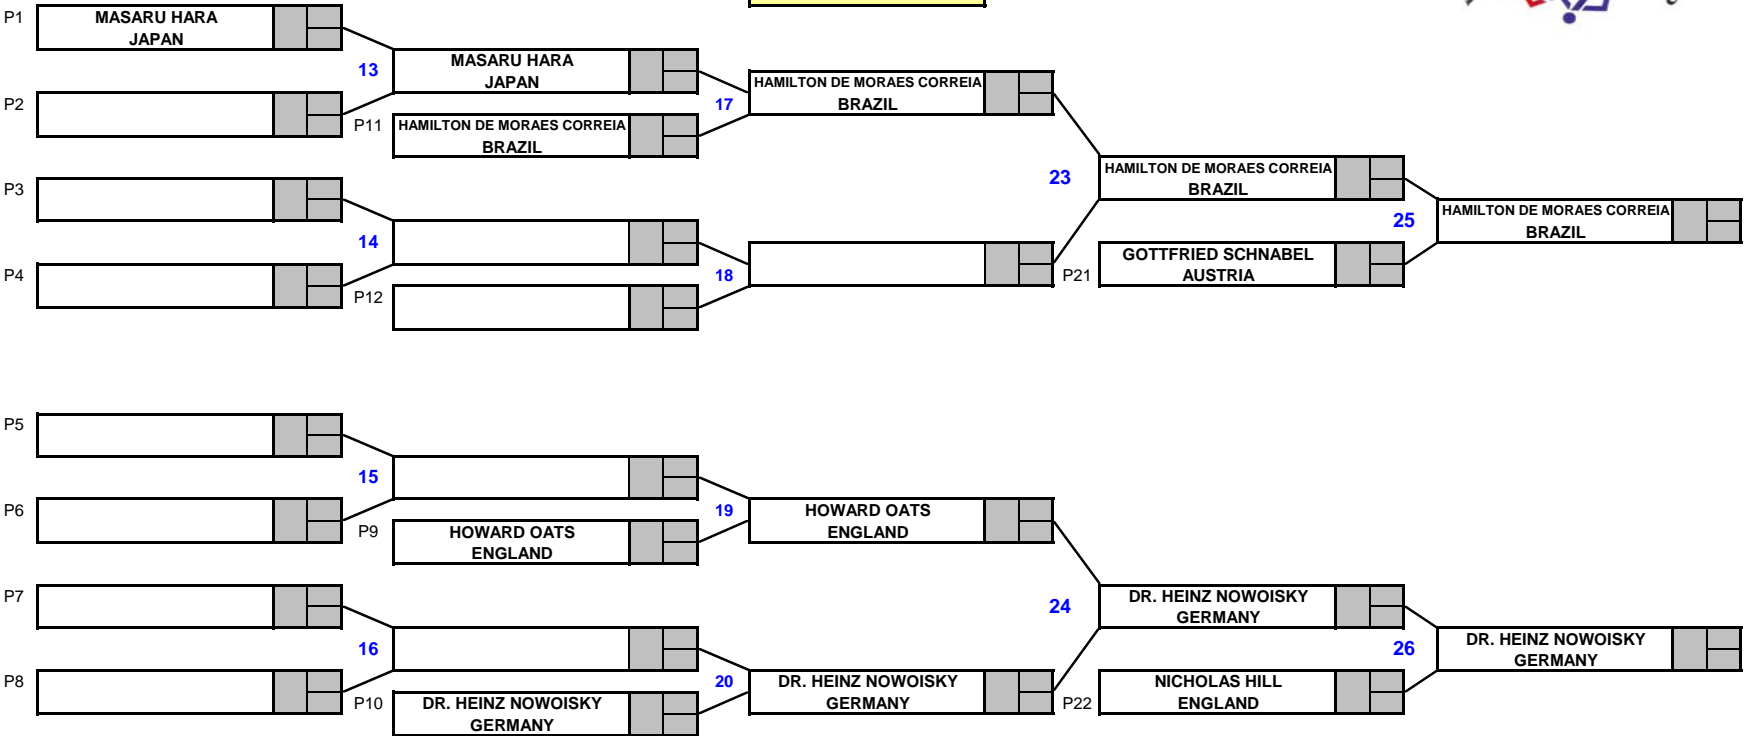 P1
MASARU HARA
JAPAN
13
MASARU HARA
JAPAN
HAMILTON DE MORAES CORREIA
BRAZIL
17
P2
P11
HAMILTON DE MORAES CORREIA
BRAZIL
23
HAMILTON DE MORAES CORREIA
BRAZIL
P3
14
25
HAMILTON DE MORAES CORREIA
BRAZIL
P4
P12
18
P21
GOTTFRIED SCHNABEL
AUSTRIA
P5
15
P6
P9
HOWARD OATS
ENGLAND
19
HOWARD OATS
ENGLAND
P7
24
DR. HEINZ NOWOISKY
GERMANY
16
26
DR. HEINZ NOWOISKY
GERMANY
P8
P10
DR. HEINZ NOWOISKY
GERMANY
20
DR. HEINZ NOWOISKY
GERMANY
P22
NICHOLAS HILL
ENGLAND